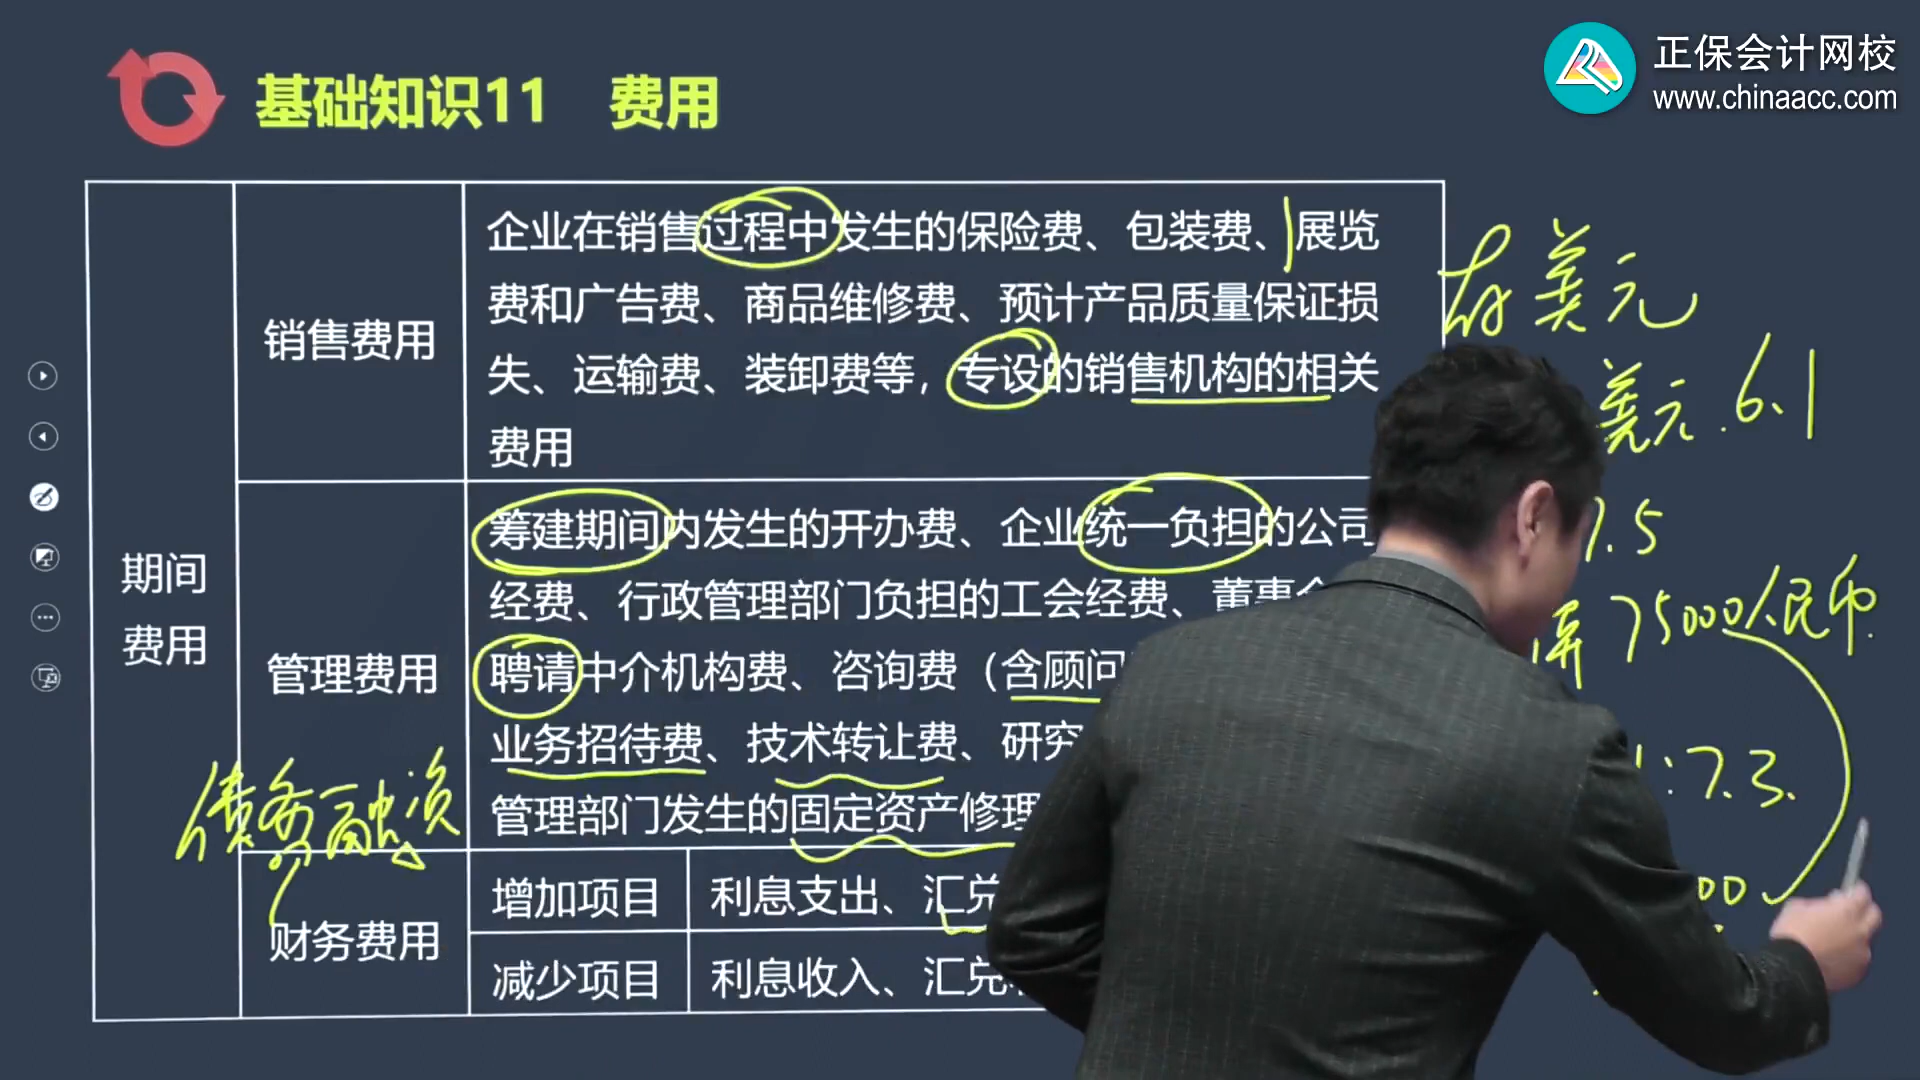 正保会计网校
www.chinaacc.com
基础知识11 费用
期间
费用
销售费用
企业在销售过程中发生的保险费、包装费、展览
费和广告费、商品维修费、预计产品质量保证损
失、运输费、装卸费等，专设的销售机构的相关
费用
管理费用
筹建期间内发生的开办费、企业统一负担的公司
经费、行政管理部门负担的工会经费、董事会
聘请中介机构费、咨询费（含顾问
业务招待费、技术转让费、研究
管理部门发生的固定资产修理
债务融资
财务费用
增加项目
利息支出、汇兑
减少项目
利息收入、汇兑
存美元
美元.6.1
7.5
75000人民币.
1:7.3.
00